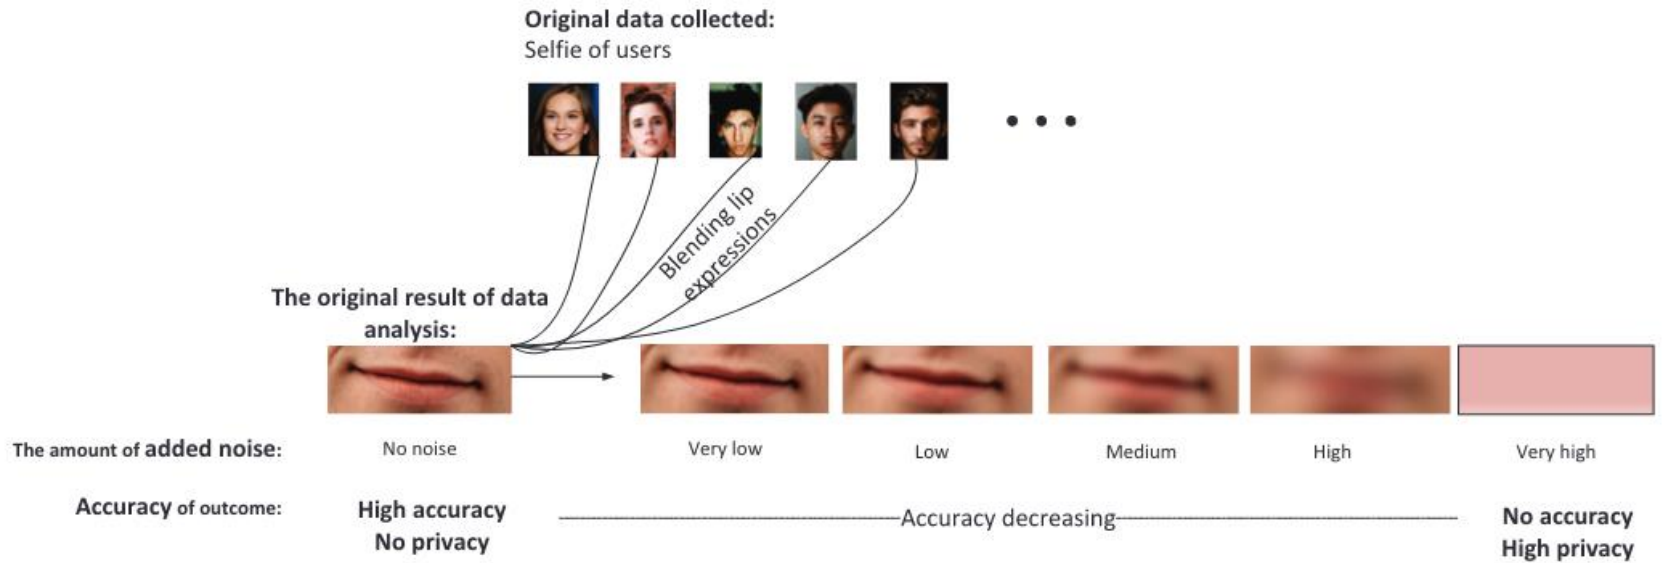 Original data collected:
Selfie of users
Blending lip
expressions
The original result of data
analysis:
The amount of added noise:
No noise
Very low
Low
Medium
High
Very high
Accuracy of outcome:
High accuracy
No privacy
Accuracy decreasing
No accuracy
High privacy